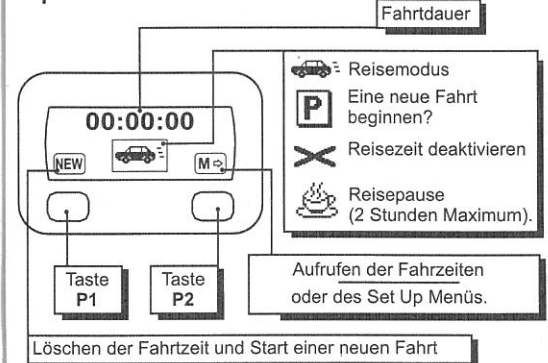 Fahrtdauer
Reisemodus
P Eine neue Fahrt
beginnen?
Reisezeit deaktivieren
Reisepause
(2 Stunden Maximum).
00:00:00
NEW
M ⇨
Taste
P1
Taste
P2
Aufrufen der Fahrzeiten
oder des Set Up Menüs.
Löschen der Fahrtzeit und Start einer neuen Fahrt